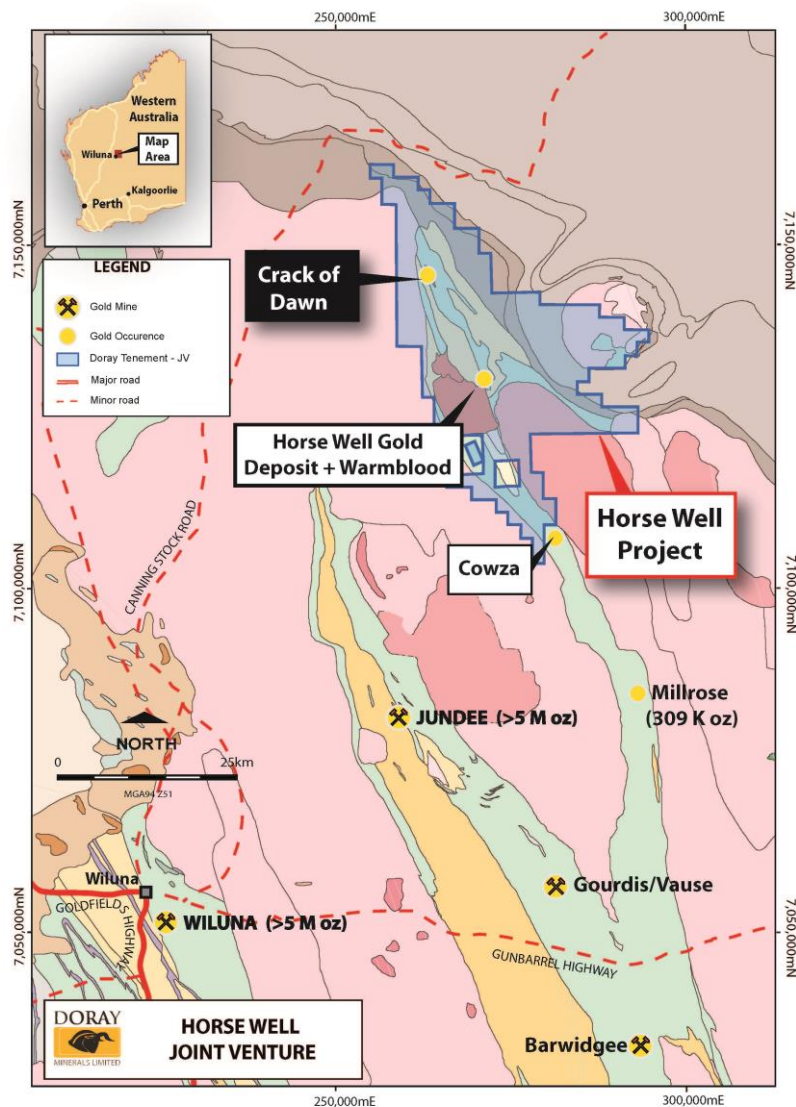 250,000mE
300,000mE
Western
Australia
Map
Area
Wiluna
Kalgoorlie
Perth
7,150,000mN
7,150,000mN
LEGEND
Gold Mine
Gold Occurence
Doray Tenement - JV
Major road
Minor road
Crack of
Dawn
Horse Well Gold
Deposit + Warmblood
Horse Well
Project
CANNING STOCK ROAD
Cowza
7,100,000mN
7,100,000mN
Millrose
(309 K oz)
JUNDEE (>5 M oz)
NORTH
0
25km
MGA94 Z51
Wiluna
GOLDFIELDS HIGHWAY
WILUNA (>5 M oz)
Gourdis/Vause
7,050,000mN
7,050,000mN
GUNBARREL HIGHWAY
DORAY
MINERALS LIMITED
HORSE WELL
JOINT VENTURE
Barwidgee
250,000mE
300,000mE